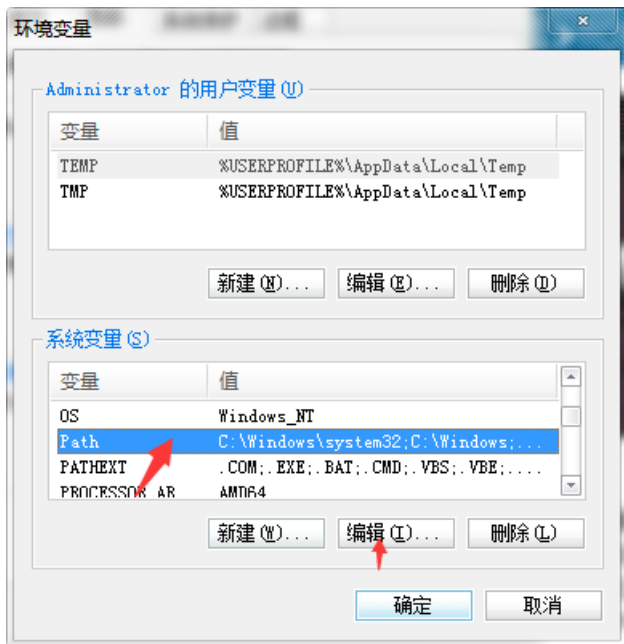 环境变量
Administrator 的用户变量(U)
变量 值
TEMP %USERPROFILE%\AppData\Local\Temp
TMP %USERPROFILE%\AppData\Local\Temp
新建(N)... 编辑(E)... 删除(D)
系统变量(S)
变量 值
OS Windows_NT
Path C:\Windows\system32;C:\Windows;...
PATHEXT .COM;.EXE;.BAT;.CMD;.VBS;.VBE;....
PROCESSOR_AR AMD64
新建(W)... 编辑(I)... 删除(L)
确定 取消